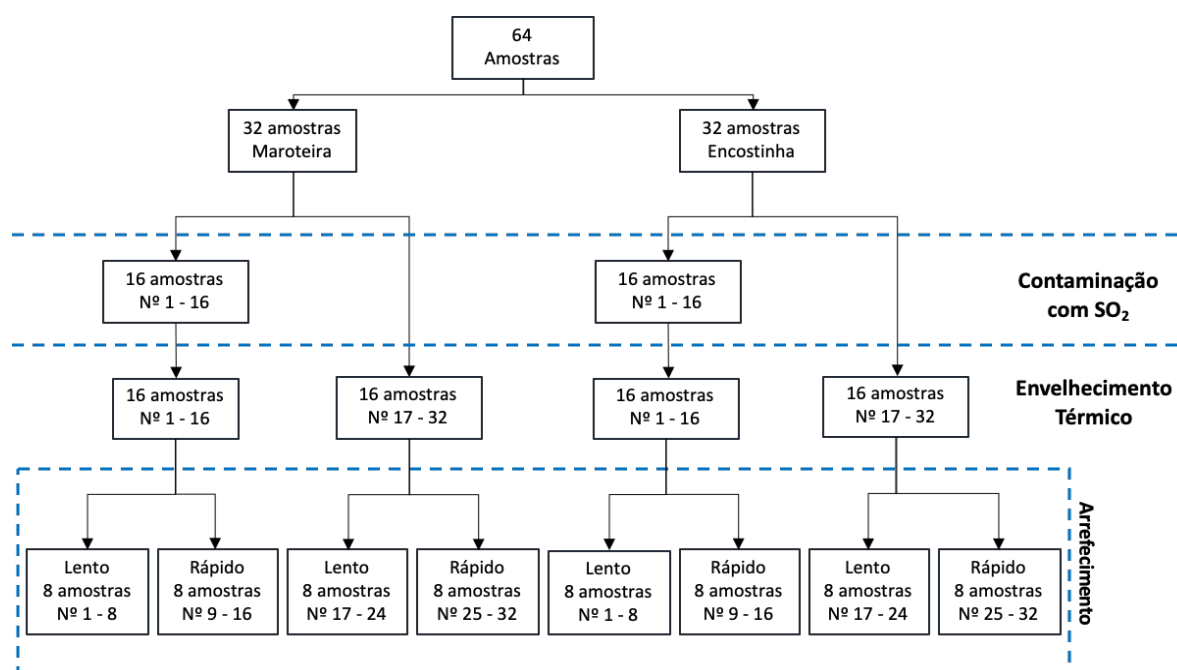 64
Amostras
32 amostras
Maroteira
32 amostras
Encostinha
16 amostras
Nº 1 - 16
16 amostras
Nº 1 - 16
Contaminação
com SO₂
16 amostras
Nº 1 - 16
16 amostras
Nº 17 - 32
16 amostras
Nº 1 - 16
16 amostras
Nº 17 - 32
Envelhecimento
Térmico
Lento
8 amostras
Nº 1 - 8
Rápido
8 amostras
Nº 9 - 16
Lento
8 amostras
Nº 17 - 24
Rápido
8 amostras
Nº 25 - 32
Lento
8 amostras
Nº 1 - 8
Rápido
8 amostras
Nº 9 - 16
Lento
8 amostras
Nº 17 - 24
Rápido
8 amostras
Nº 25 - 32
Arrefecimento